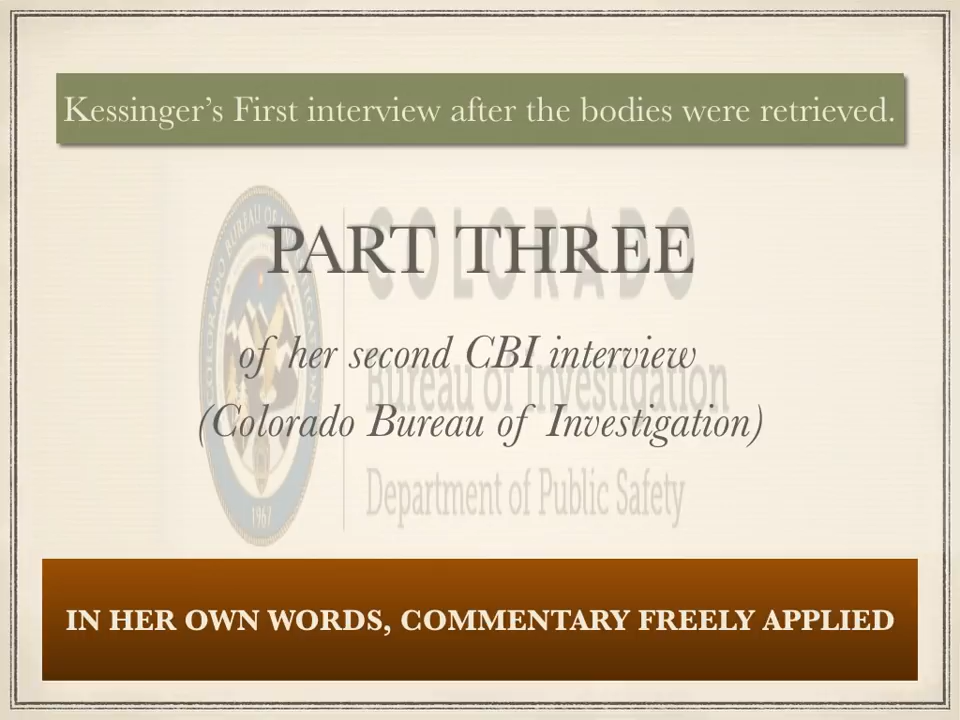 Kessinger’s First interview after the bodies were retrieved.
PART THREE
COLORADO
of her second CBI interview
Bureau of Investigation
(Colorado Bureau of Investigation)
Department of Public Safety
1967
IN HER OWN WORDS, COMMENTARY FREELY APPLIED